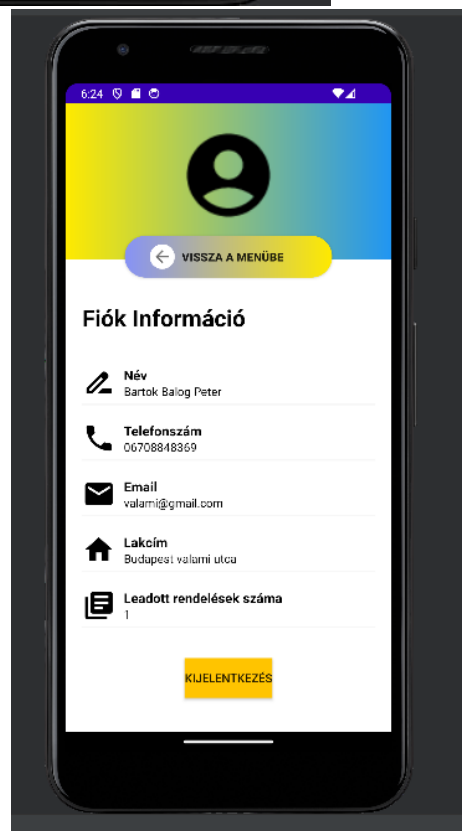 6:24
VISSZA A MENÜBE
Fiók Információ
Név
Bartok Balog Peter
Telefonszám
06708848369
Email
valami@gmail.com
Lakcím
Budapest valami utca
Leadott rendelések száma
1
KIJELENTKEZÉS